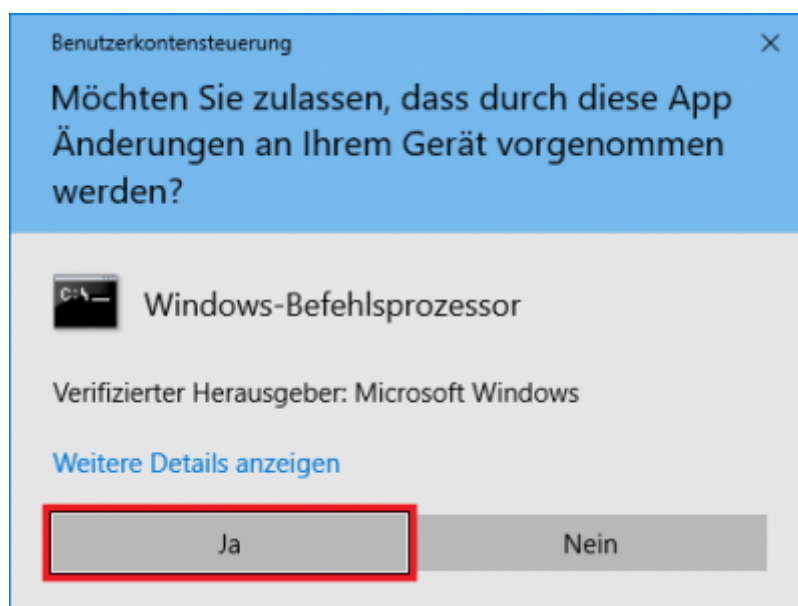 Benutzerkontensteuerung
Möchten Sie zulassen, dass durch diese App
Änderungen an Ihrem Gerät vorgenommen
werden?
C:\_
Windows-Befehlsprozessor
Verifizierter Herausgeber: Microsoft Windows
Weitere Details anzeigen
Ja
Nein